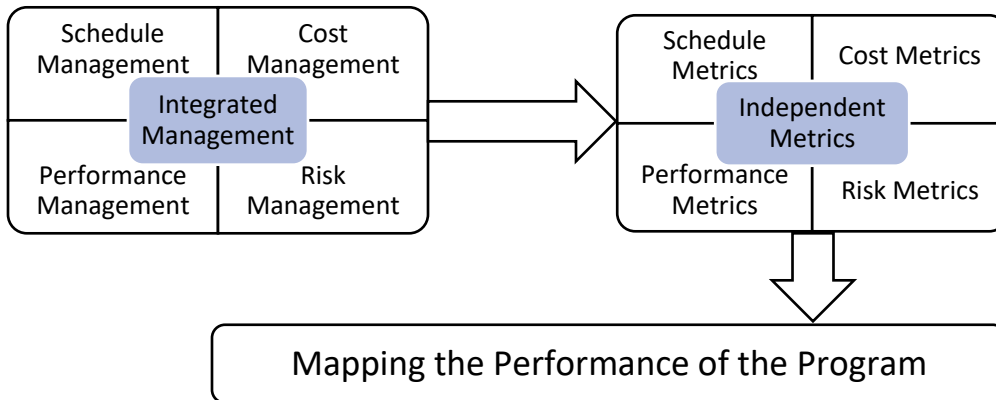 Schedule
Management
Cost
Management
Integrated
Management
Performance
Management
Risk
Management
Schedule
Metrics
Cost Metrics
Independent
Metrics
Performance
Metrics
Risk Metrics
Mapping the Performance of the Program